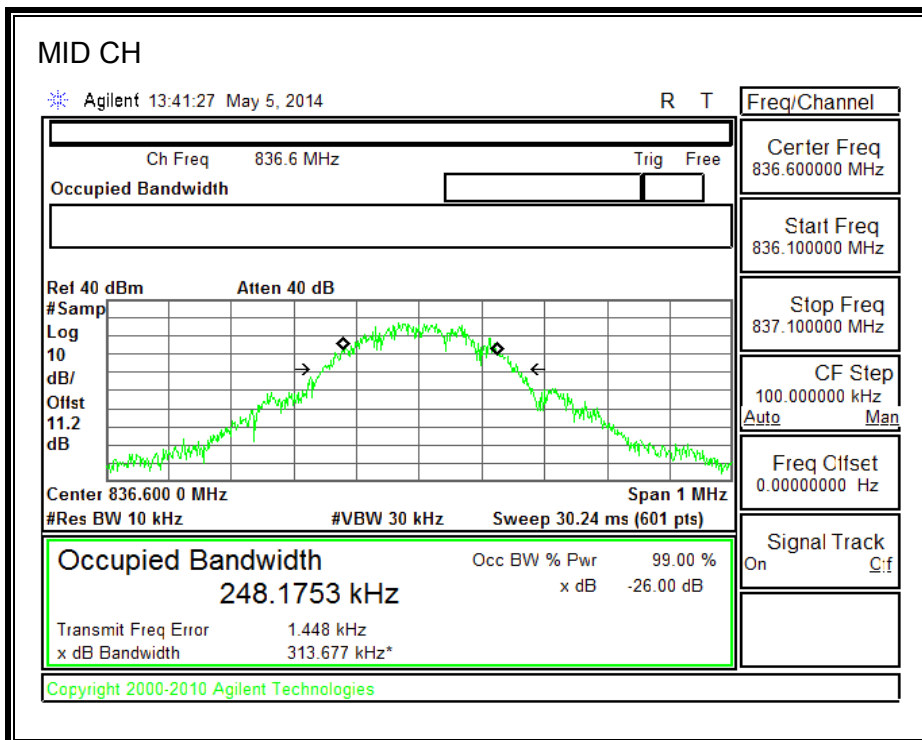 MID CH
Agilent 13:41:27 May 5, 2014 R T
Freq/Channel
Ch Freq 836.6 MHz Trig Free
Occupied Bandwidth
Center Freq
836.600000 MHz
Start Freq
836.100000 MHz
Stop Freq
837.100000 MHz
CF Step
100.000000 kHz
Auto Man
Freq Offset
0.00000000 Hz
Signal Track
On Off
Ref 40 dBm Atten 40 dB
#Samp
Log
10
dB/
Offst
11.2
dB
Center 836.600 0 MHz Span 1 MHz
#Res BW 10 kHz #VBW 30 kHz Sweep 30.24 ms (601 pts)
Occupied Bandwidth
248.1753 kHz
Occ BW % Pwr 99.00 %
x dB -26.00 dB
Transmit Freq Error 1.448 kHz
x dB Bandwidth 313.677 kHz*
Copyright 2000-2010 Agilent Technologies